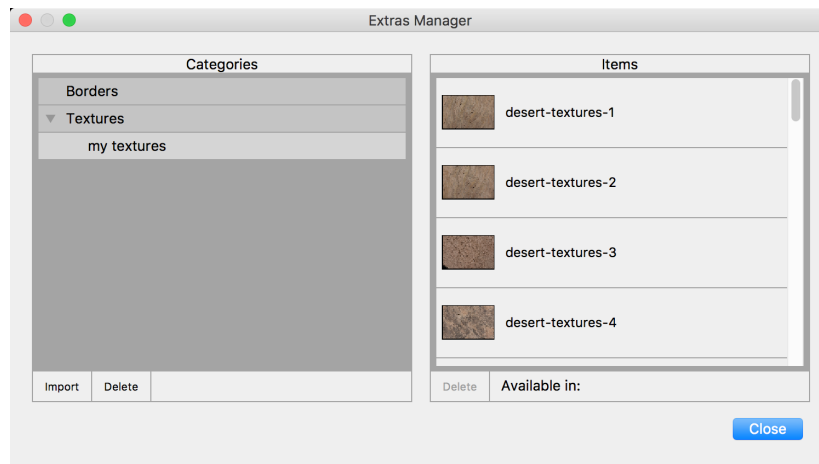 Extras Manager
Categories
Borders
Textures
my textures
Import
Delete
Items
desert-textures-1
desert-textures-2
desert-textures-3
desert-textures-4
Delete
Available in:
Close